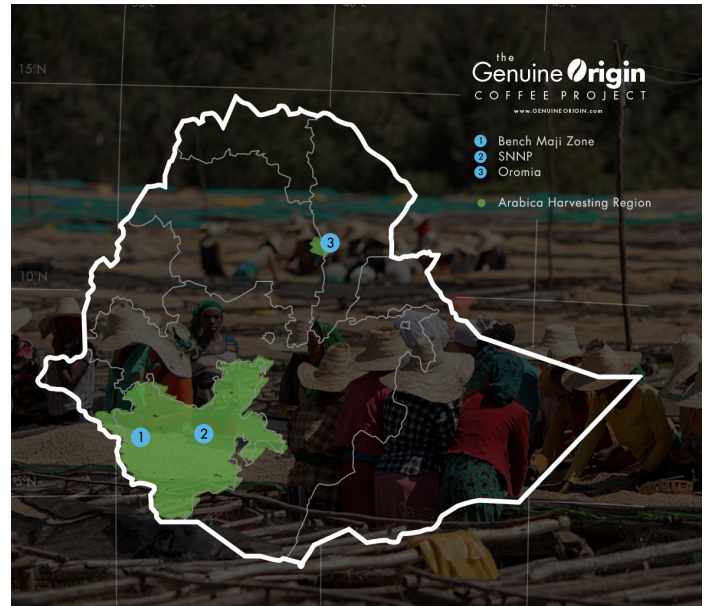 15°N
the
Genuine Origin
COFFEE PROJECT
www.GENUINEORIGIN.com
1 Bench Maji Zone
2 SNNP
3 Oromia
Arabica Harvesting Region
3
10°N
1
2
5°N